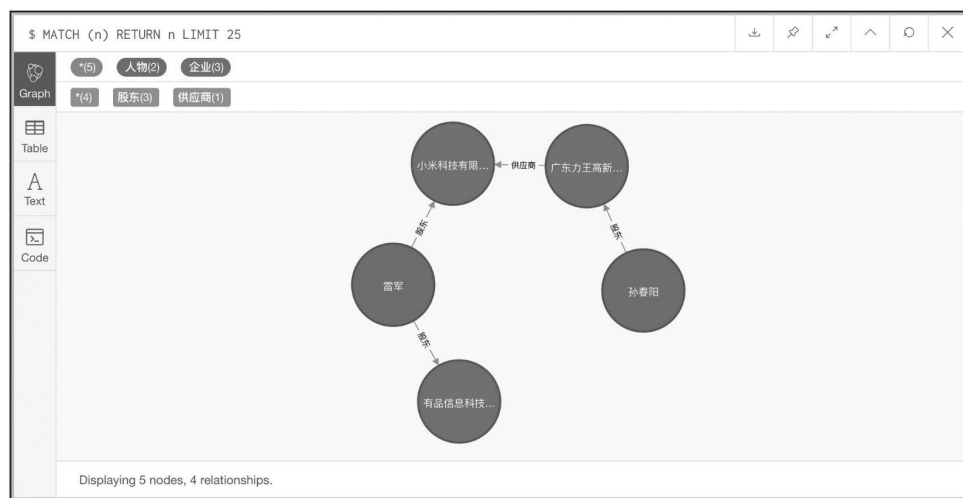 $ MATCH (n) RETURN n LIMIT 25
*(5) 人物(2) 企业(3)
Graph
*(4) 股东(3) 供应商(1)
Table
Text
Code
小米科技有限...
供应商
广东力王高新...
股东
股东
雷军
孙春阳
股东
有品信息科技...
Displaying 5 nodes, 4 relationships.